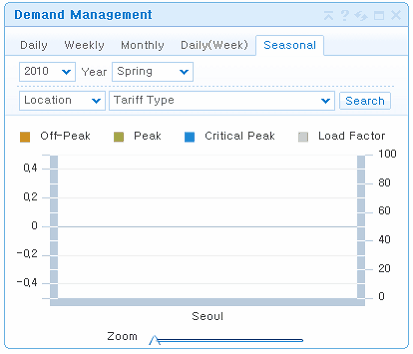 Demand Management
Daily Weekly Monthly Daily(Week) Seasonal
2010 Year Spring
Location Tariff Type Search
Off-Peak Peak Critical Peak Load Factor
0,4 100
0,2 80
0 60
-0,2 40
-0,4 20
0
Seoul
Zoom